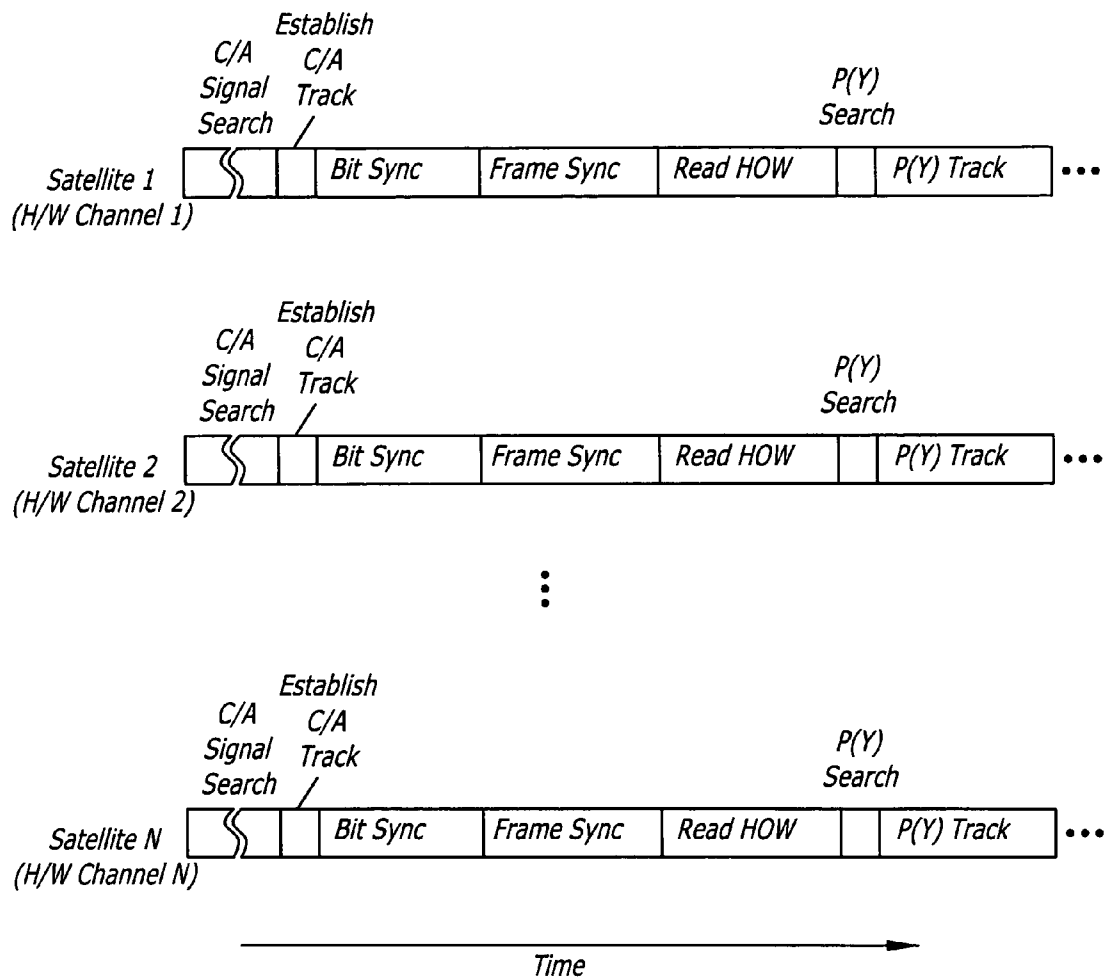 C/A
Signal
Search
Establish
C/A
Track
P(Y)
Search
Satellite 1
(H/W Channel 1)
Bit Sync
Frame Sync
Read HOW
P(Y) Track
C/A
Signal
Search
Establish
C/A
Track
P(Y)
Search
Satellite 2
(H/W Channel 2)
Bit Sync
Frame Sync
Read HOW
P(Y) Track
C/A
Signal
Search
Establish
C/A
Track
P(Y)
Search
Satellite N
(H/W Channel N)
Bit Sync
Frame Sync
Read HOW
P(Y) Track
Time